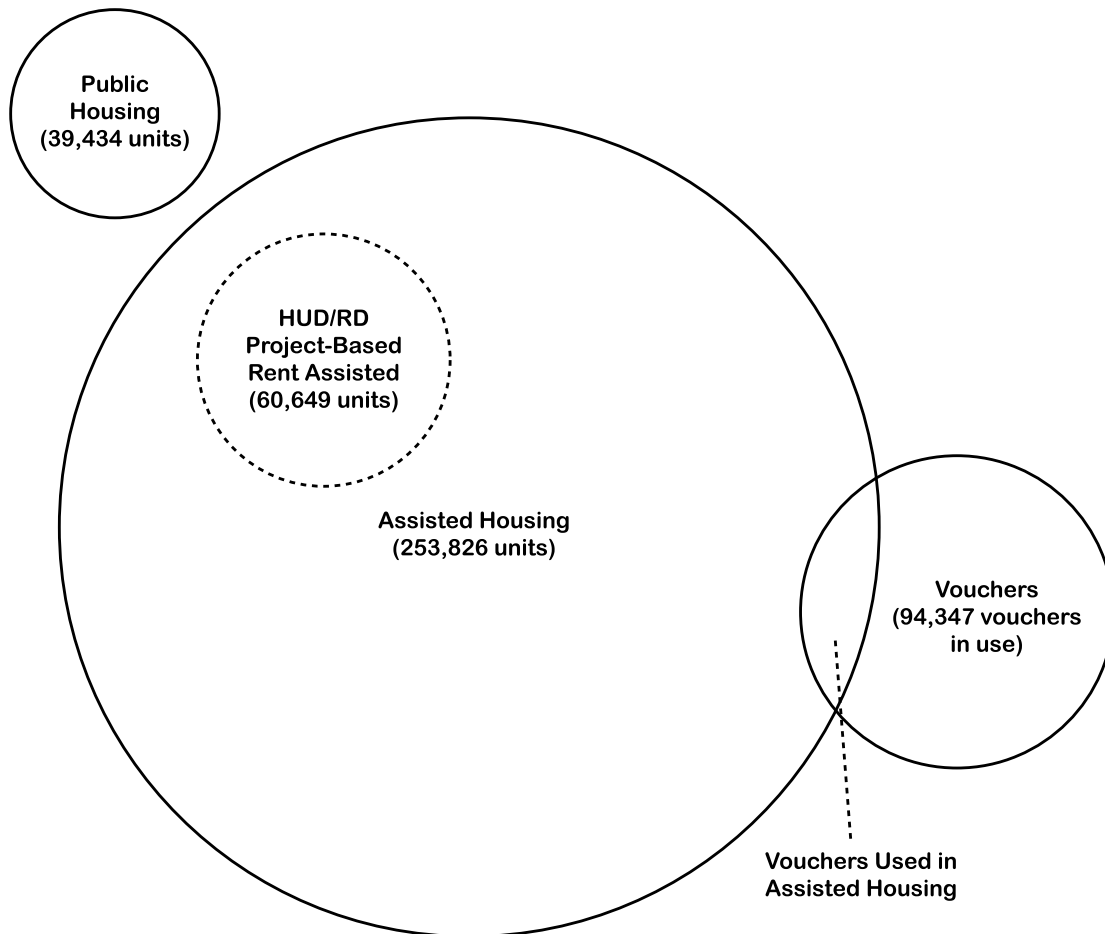 Public
Housing
(39,434 units)
HUD/RD
Project-Based
Rent Assisted
(60,649 units)
Assisted Housing
(253,826 units)
Vouchers
(94,347 vouchers
in use)
Vouchers Used in
Assisted Housing